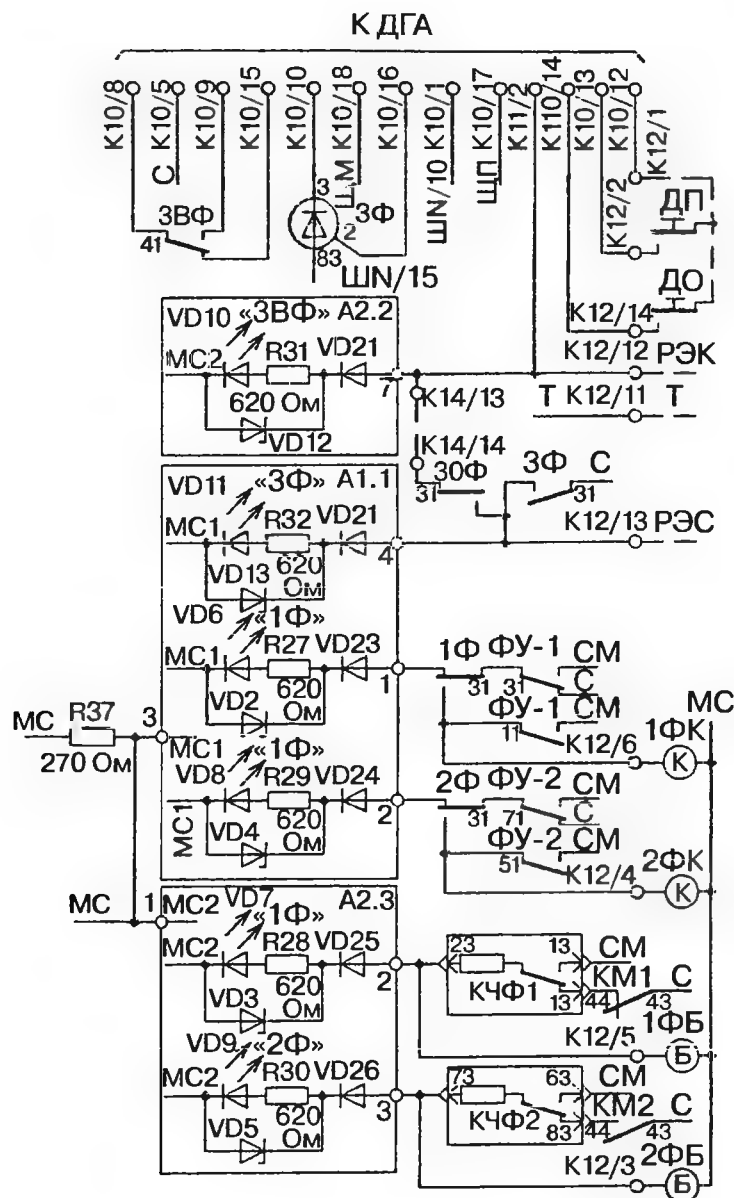 К ДГА
К10/8 К10/5 К10/9 К10/15 К10/10 К10/18 К10/16 К10/1 К10/17 К11/2 К110/14 К10/13 К10/12
С ШМ ШN/10 ШП К12/2 К12/1
3ВФ
41
3
3Ф
2
83
ШN/15
ДП
ДО
К12/14
VD10 «3ВФ» А2.2
МС2 R31 VD21
620 Ом
VD12
7
К12/12 РЭК
Т К12/11 Т
К14/13
К14/14
30Ф
31
3Ф С
31
К12/13 РЭС
VD11 «3Ф» А1.1
МС1 R32 VD21
4
VD13 620 Ом
VD6 «1Ф»
МС1 R27 VD23
1
VD2 620 Ом
1Ф ФУ-1 СМ
31 31 С
ФУ-1 СМ
11
К12/6 1ФК
К
МС
МС R37 3
270 Ом
МС1
VD8 «1Ф»
МС1 R29 VD24
2
VD4 620 Ом
2Ф ФУ-2 СМ
31 71 С
ФУ-2 СМ
51
К12/4 2ФК
К
МС 1 МС2
VD7 «1Ф» А2.3
МС2 R28 VD25
2
VD3 620 Ом
23 13 СМ
КЧФ1 КМ1 С
13 44 43
К12/5 1ФБ
Б
VD9 «2Ф»
МС2 R30 VD26
3
VD5 620 Ом
73 63 СМ
КЧФ2 КМ2 С
83 44 43
К12/3 2ФБ
Б